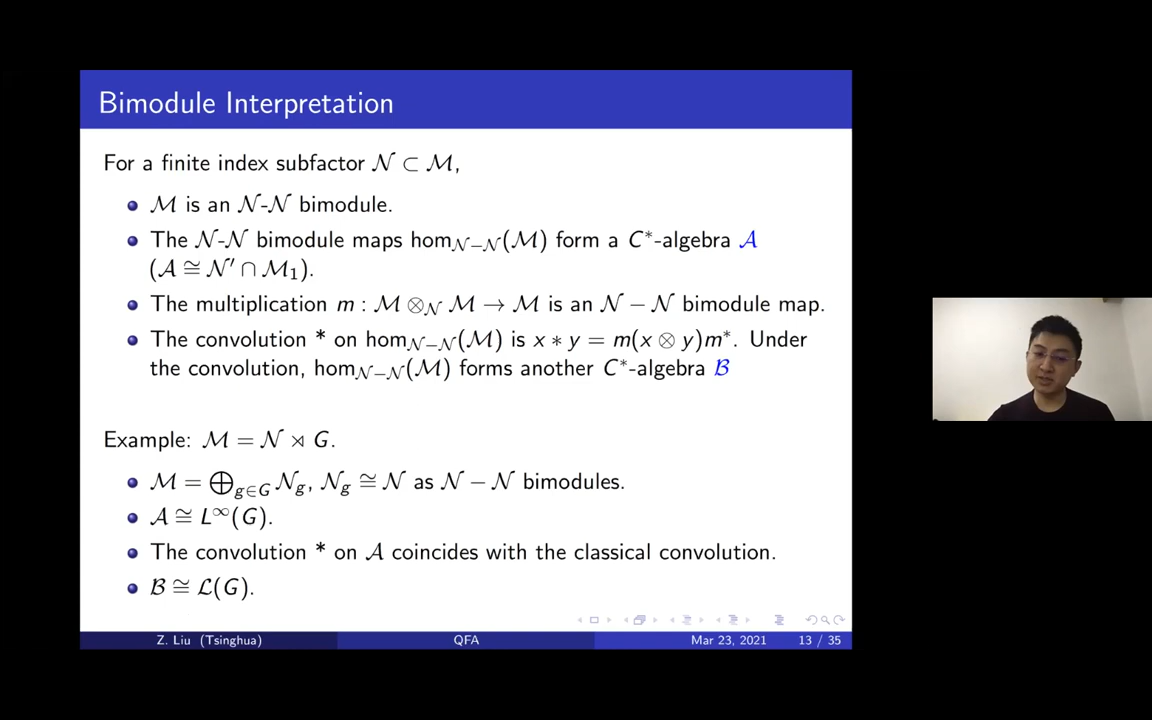 Bimodule Interpretation
For a finite index subfactor 𝒩 ⊂ ℳ,
ℳ is an 𝒩-𝒩 bimodule.
The 𝒩-𝒩 bimodule maps hom_{𝒩−𝒩}(ℳ) form a C*-algebra 𝒜
(𝒜 ≅ 𝒩′ ∩ ℳ₁).
The multiplication m : ℳ ⊗_𝒩 ℳ → ℳ is an 𝒩 − 𝒩 bimodule map.
The convolution * on hom_{𝒩−𝒩}(ℳ) is x ∗ y = m(x ⊗ y)m*. Under
the convolution, hom_{𝒩−𝒩}(ℳ) forms another C*-algebra ℬ
Example: ℳ = 𝒩 ⋊ G.
ℳ = ⊕_{g∈G} 𝒩_g, 𝒩_g ≅ 𝒩 as 𝒩 − 𝒩 bimodules.
𝒜 ≅ L^∞(G).
The convolution * on 𝒜 coincides with the classical convolution.
ℬ ≅ ℒ(G).
Z. Liu (Tsinghua) QFA Mar 23, 2021 13 / 35